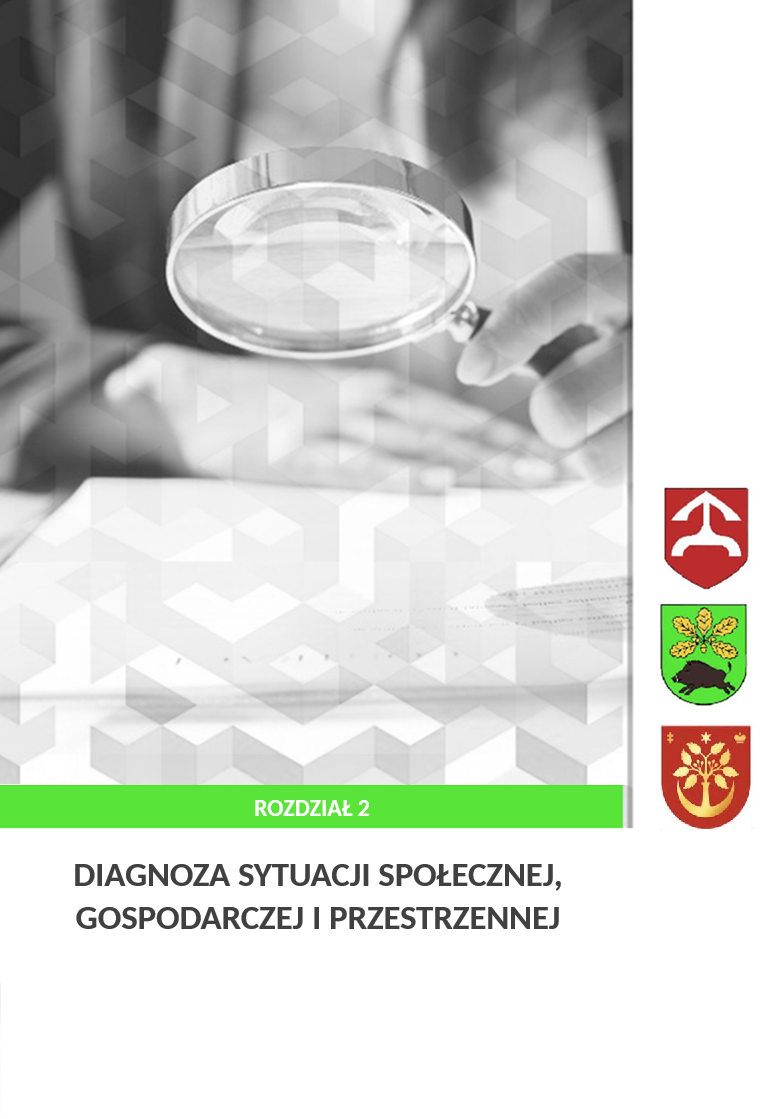 ROZDZIAŁ 2
DIAGNOZA SYTUACJI SPOŁECZNEJ,
GOSPODARCZEJ I PRZESTRZENNEJ